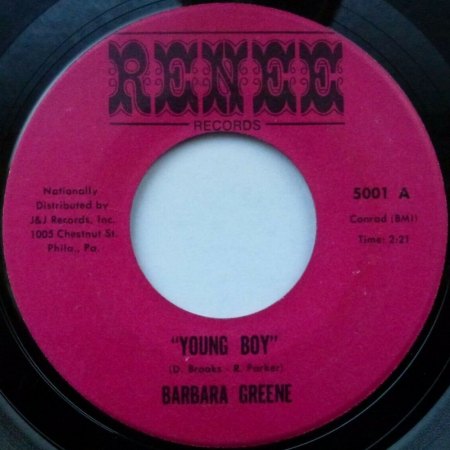 RENEE
RECORDS
Nationally
Distributed by
J&J Records, Inc.
1005 Chestnut St.
Phila., Pa.
5001 A
Conrad (BMI)
Time: 2:21
"YOUNG BOY"
(D. Brooks - R. Parker)
BARBARA GREENE